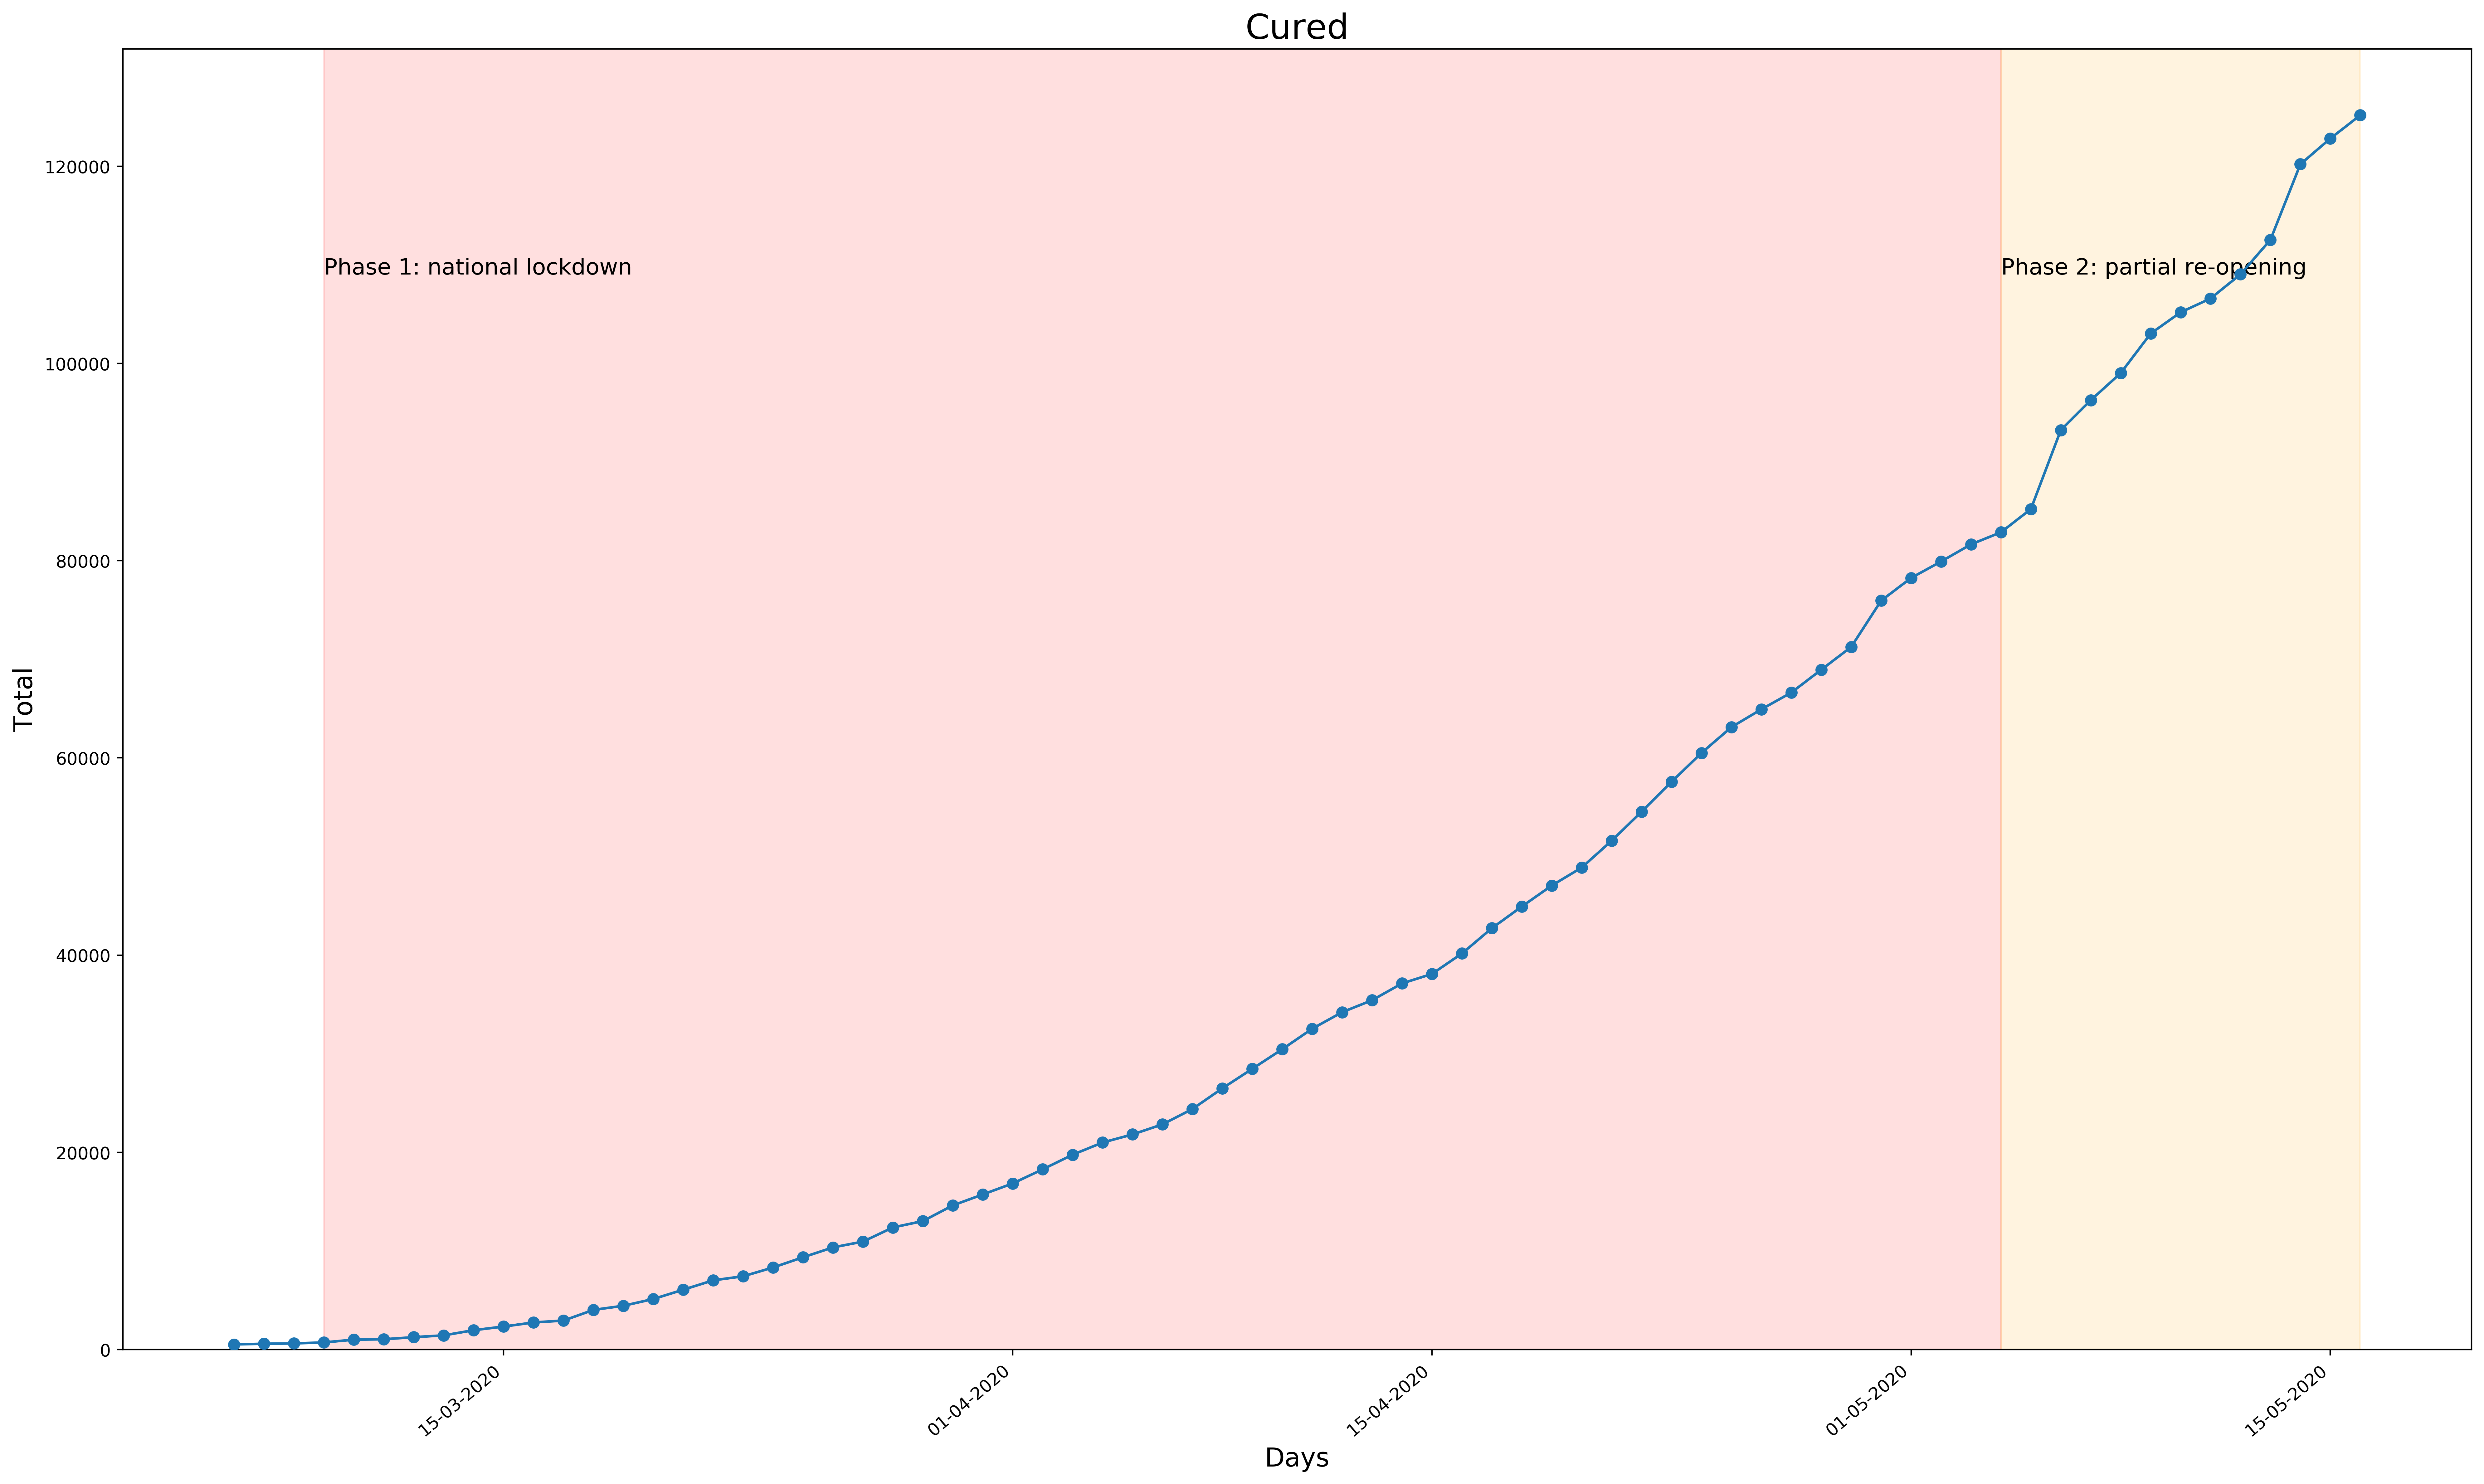 Cured
120000
100000
80000
60000
40000
20000
0
Total
Phase 1: national lockdown
Phase 2: partial re-opening
15-03-2020
01-04-2020
15-04-2020
01-05-2020
15-05-2020
Days